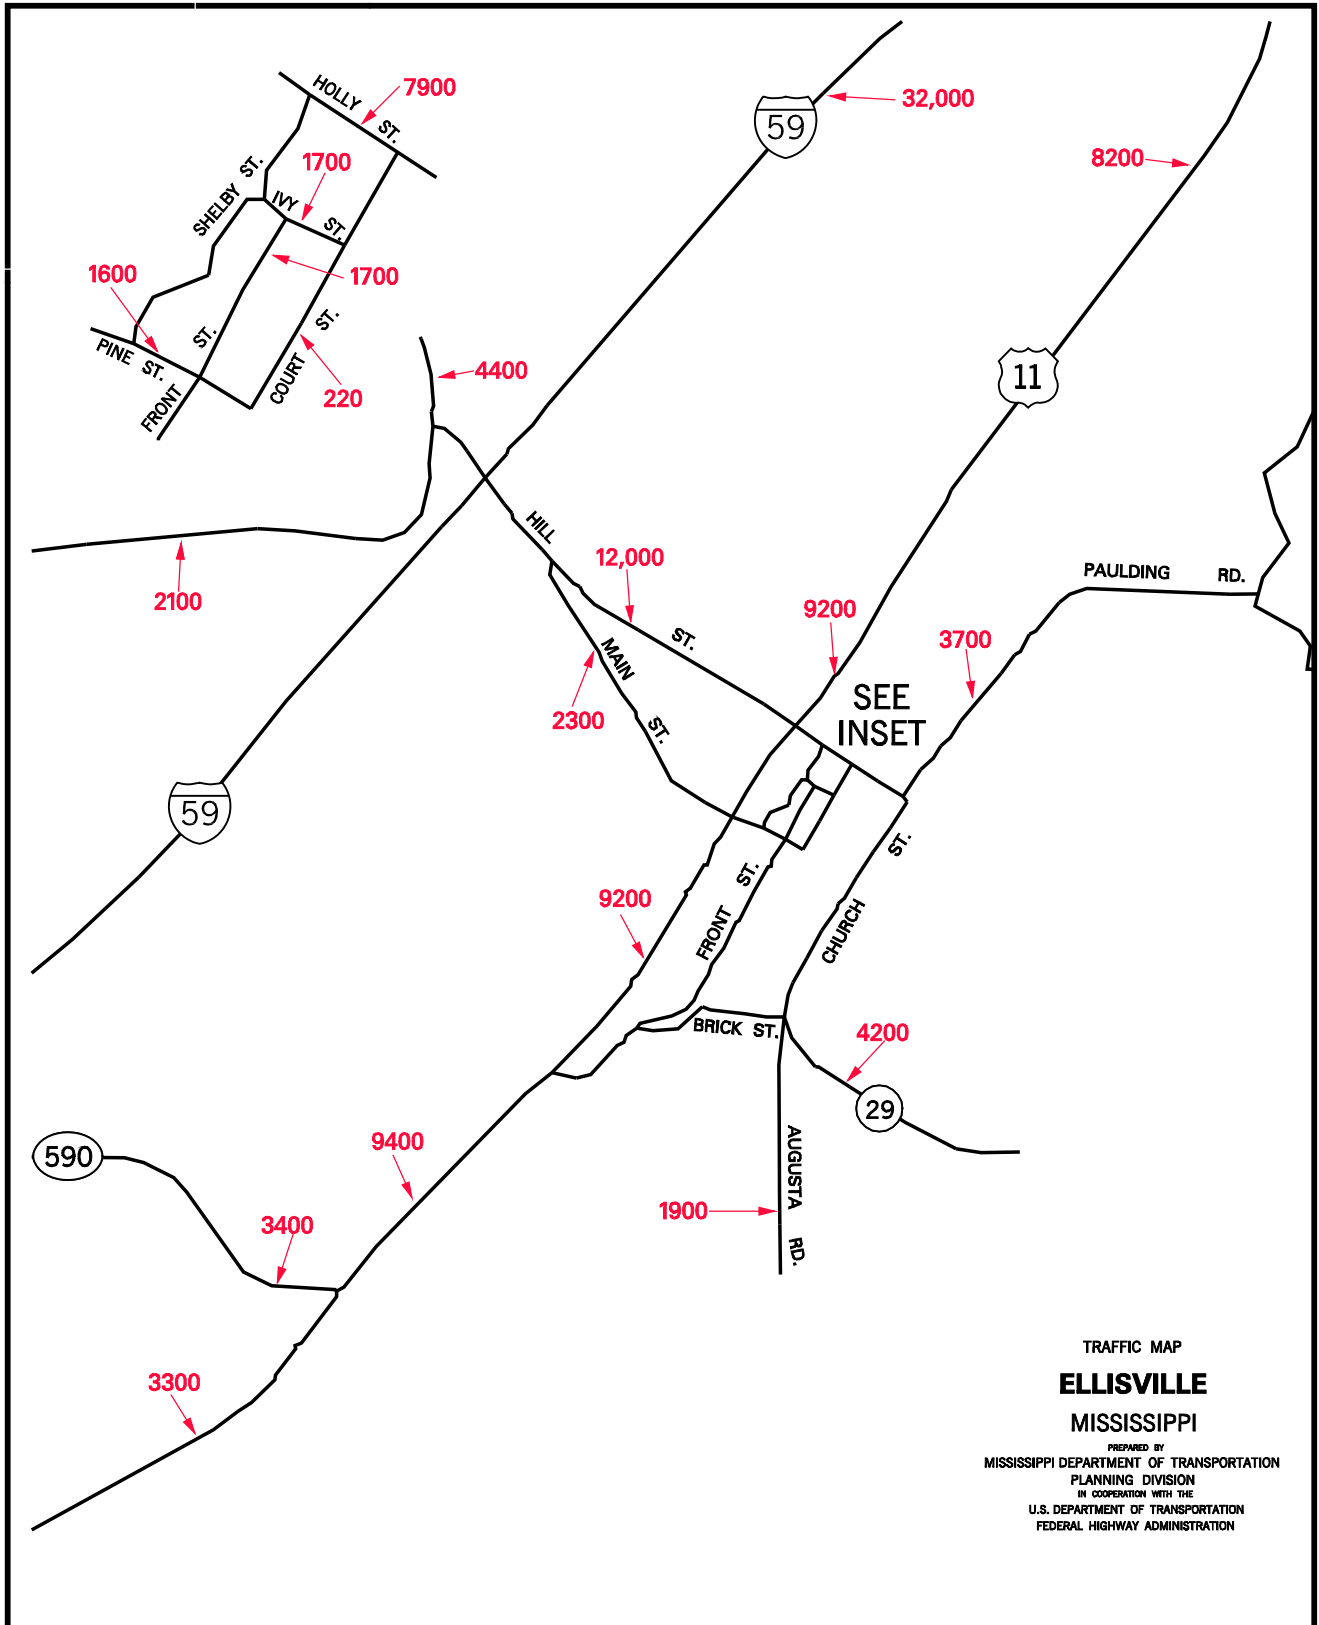 HOLLY ST.
7900
59
32,000
8200
SHELBY ST.
1700
IVY ST.
1600
1700
PINE ST.
FRONT ST.
COURT ST.
220
4400
11
HILL ST.
12,000
2100
PAULDING RD.
9200
3700
MAIN ST.
2300
SEE
INSET
59
9200
FRONT ST.
CHURCH ST.
BRICK ST.
4200
29
590
9400
AUGUSTA RD.
1900
3400
3300
TRAFFIC MAP
ELLISVILLE
MISSISSIPPI
PREPARED BY
MISSISSIPPI DEPARTMENT OF TRANSPORTATION
PLANNING DIVISION
IN COOPERATION WITH THE
U.S. DEPARTMENT OF TRANSPORTATION
FEDERAL HIGHWAY ADMINISTRATION